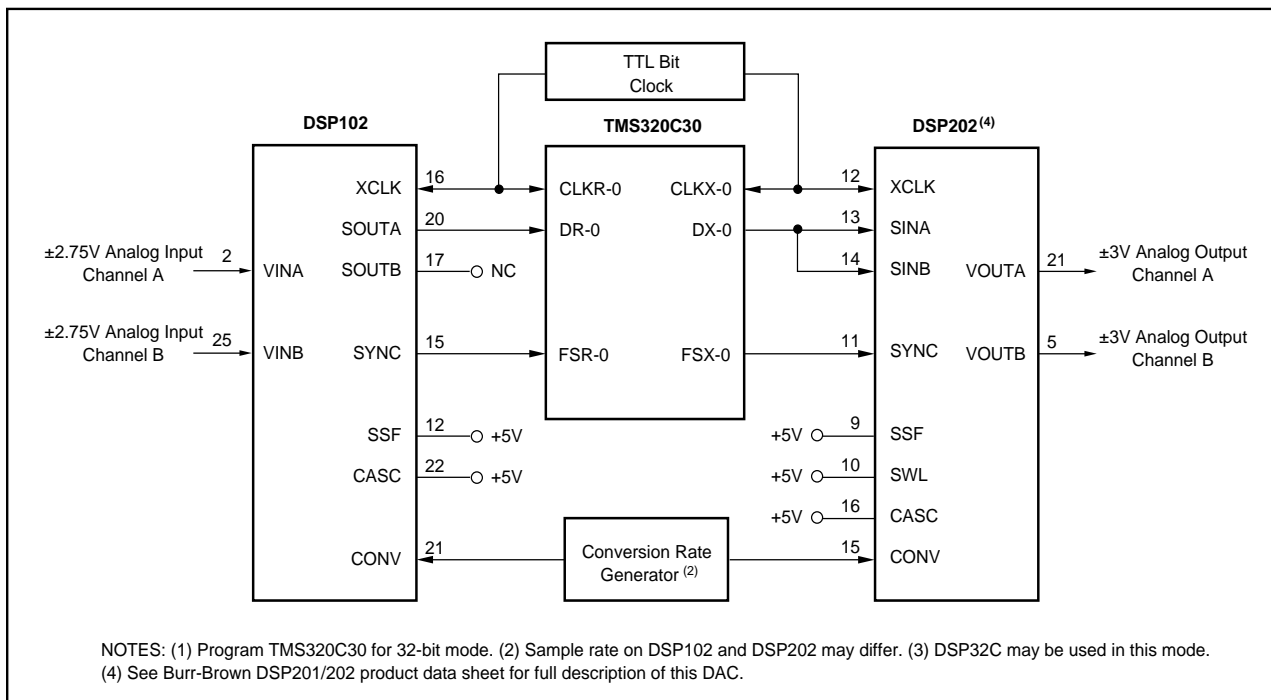 TTL Bit
Clock
DSP102
TMS320C30
DSP202(4)
XCLK 16 CLKR-0 CLKX-0 12 XCLK
SOUTA 20 DR-0 DX-0 13 SINA
±2.75V Analog Input
Channel A
2 VINA
SOUTB 17 NC
14 SINB
VOUTA 21
±3V Analog Output
Channel A
±2.75V Analog Input
Channel B
25 VINB
SYNC 15 FSR-0 FSX-0 11 SYNC
VOUTB 5
±3V Analog Output
Channel B
SSF 12 +5V
+5V 9 SSF
CASC 22 +5V
+5V 10 SWL
+5V 16 CASC
CONV 21
Conversion Rate
Generator (2)
15 CONV
NOTES: (1) Program TMS320C30 for 32-bit mode. (2) Sample rate on DSP102 and DSP202 may differ. (3) DSP32C may be used in this mode.
(4) See Burr-Brown DSP201/202 product data sheet for full description of this DAC.